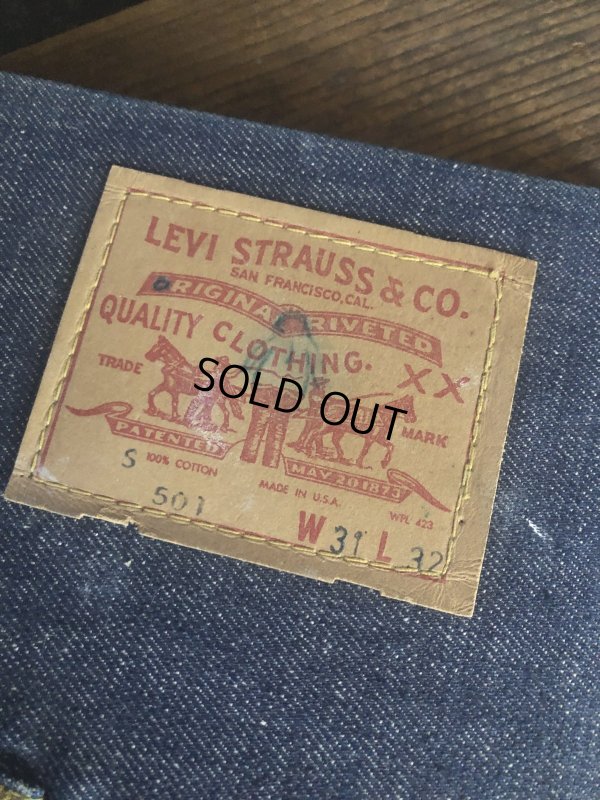 LEVI STRAUSS & CO.
SAN FRANCISCO, CAL.
ORIGINAL RIVETED
QUALITY CLOTHING.
XX
TRADE MARK
SOLD OUT
PATENTED MAY 20 1873
S 100% COTTON MADE IN U.S.A. WPL 423
501 W 31 L 32